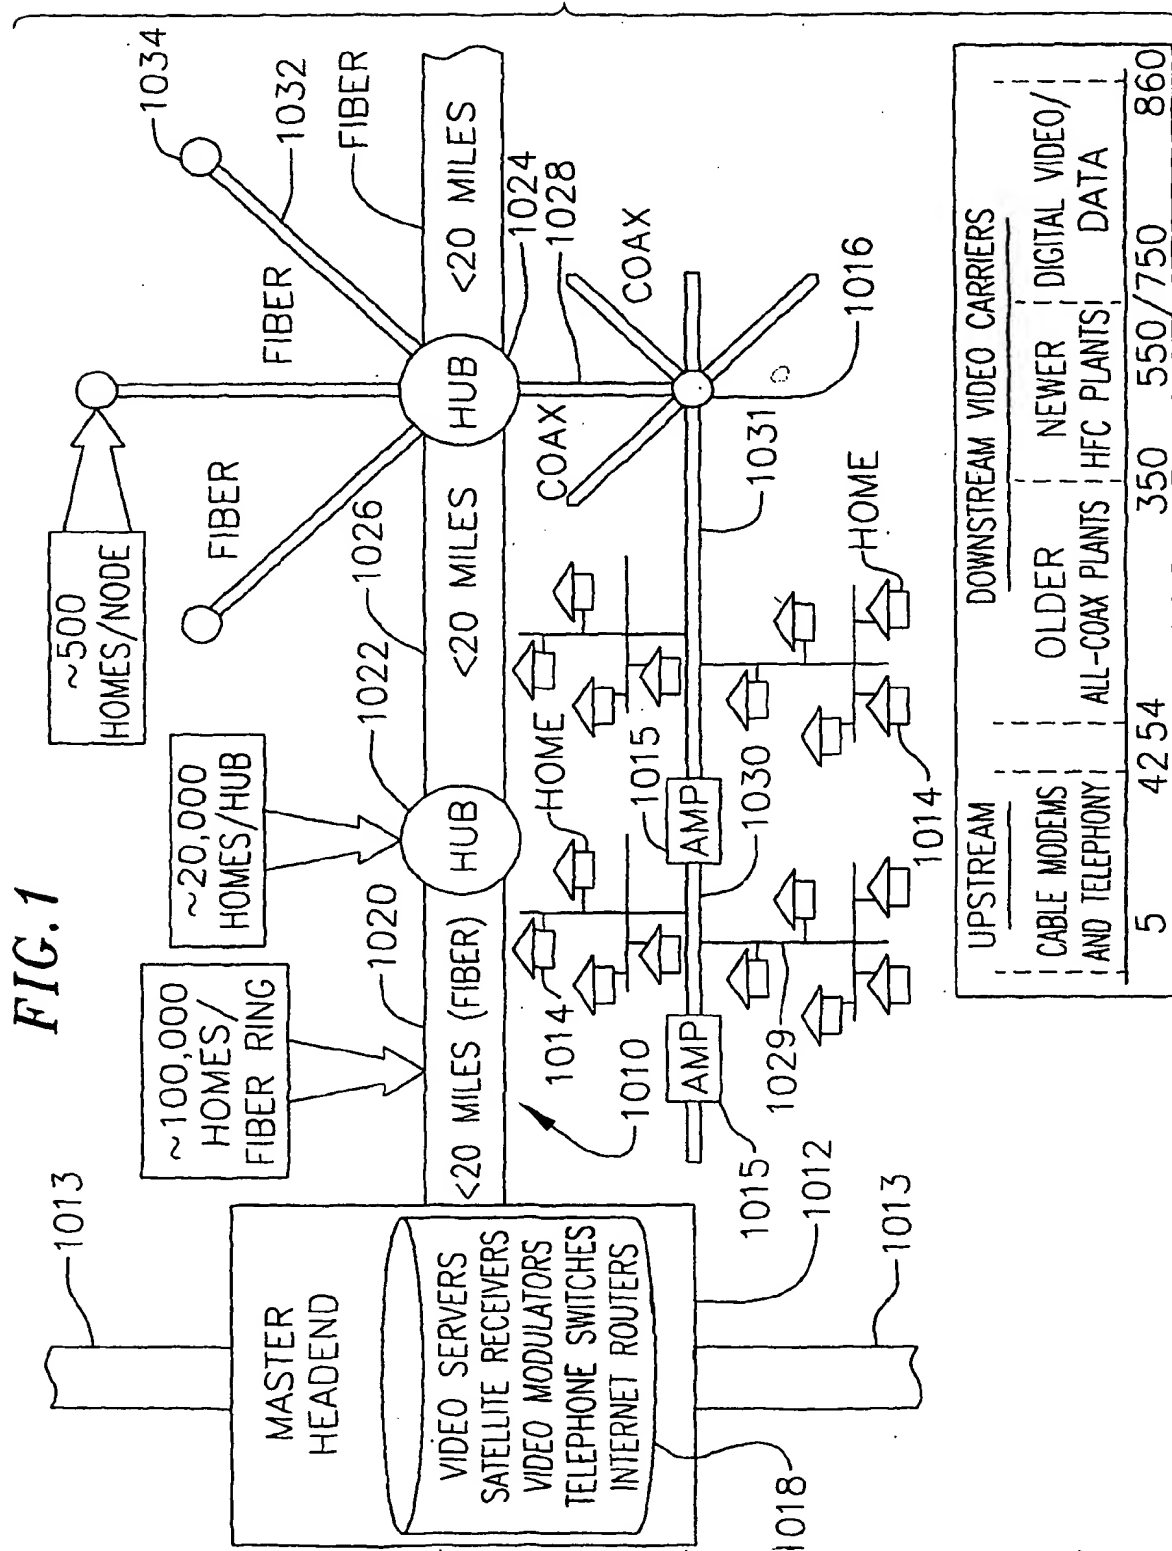 FIG.1
1013
~100,000
HOMES/
FIBER RING
~20,000
HOMES/HUB
~500
HOMES/NODE
1034
1032
FIBER
FIBER
FIBER
1020
1022
1026
MASTER
HEADEND
VIDEO SERVERS
SATELLITE RECEIVERS
VIDEO MODULATORS
TELEPHONE SWITCHES
INTERNET ROUTERS
<20 MILES (FIBER)
HUB
<20 MILES
HUB
<20 MILES
1024
1028
1014
HOME
COAX
COAX
1010
1015
1031
1016
AMP
AMP
1030
1029
HOME
1015
1012
1014
1013
1018
UPSTREAM
DOWNSTREAM VIDEO CARRIERS
CABLE MODEMS
AND TELEPHONY
OLDER
ALL-COAX PLANTS
NEWER
HFC PLANTS
DIGITAL VIDEO/
DATA
5 42 54 350 550/750 860